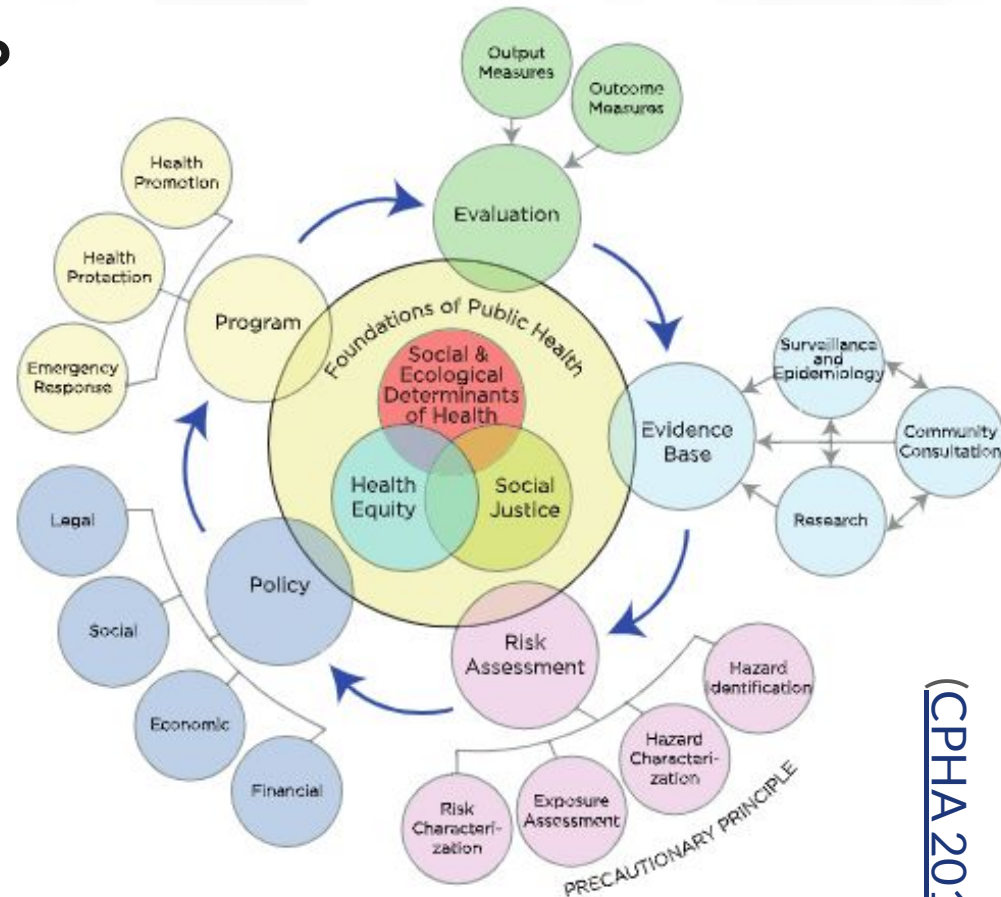 Output
Measures
Outcome
Measures
Evaluation
Health
Promotion
Health
Protection
Emergency
Response
Program
Foundations of Public Health
Social &
Ecological
Determinants
of Health
Health
Equity
Social
Justice
Evidence
Base
Surveillance
and
Epidemiology
Community
Consultation
Research
Legal
Social
Economic
Financial
Policy
Risk
Assessment
Hazard
Identification
Hazard
Characteri-
zation
Exposure
Assessment
Risk
Characteri-
zation
PRECAUTIONARY PRINCIPLE
(CPHA